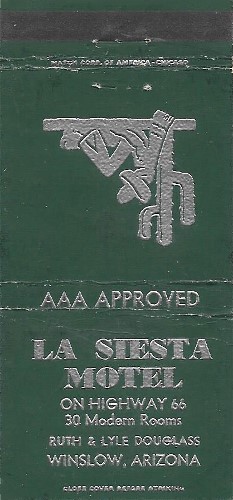 MATCH CORP. OF AMERICA-CHICAGO
AAA APPROVED
LA SIESTA
MOTEL
ON HIGHWAY 66
30 Modern Rooms
RUTH & LYLE DOUGLASS
WINSLOW, ARIZONA
CLOSE COVER BEFORE STRIKING